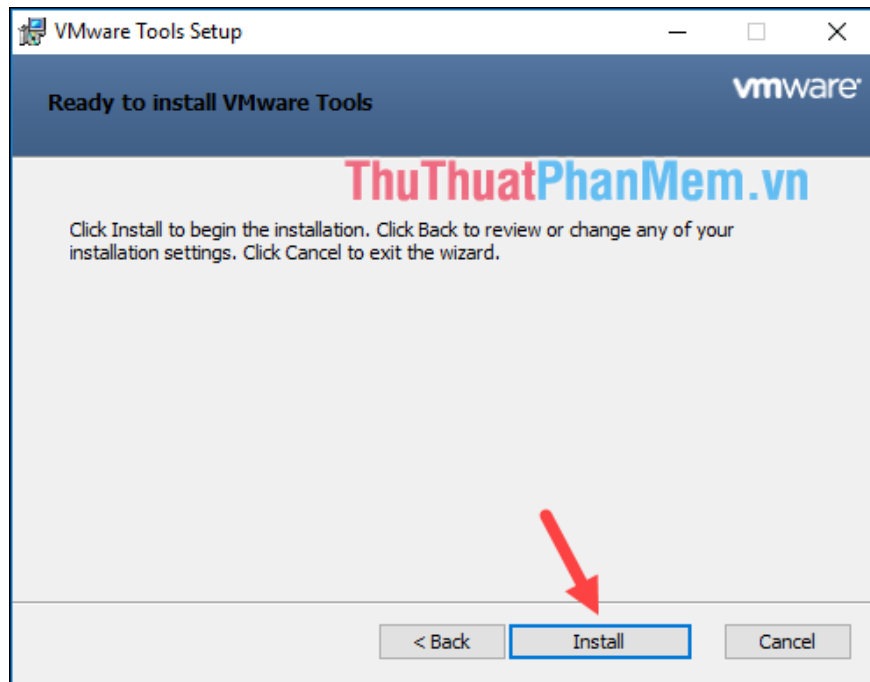 VMware Tools Setup
vmware
Ready to install VMware Tools
ThuThuatPhanMem.vn
Click Install to begin the installation. Click Back to review or change any of your
installation settings. Click Cancel to exit the wizard.
< Back Install Cancel